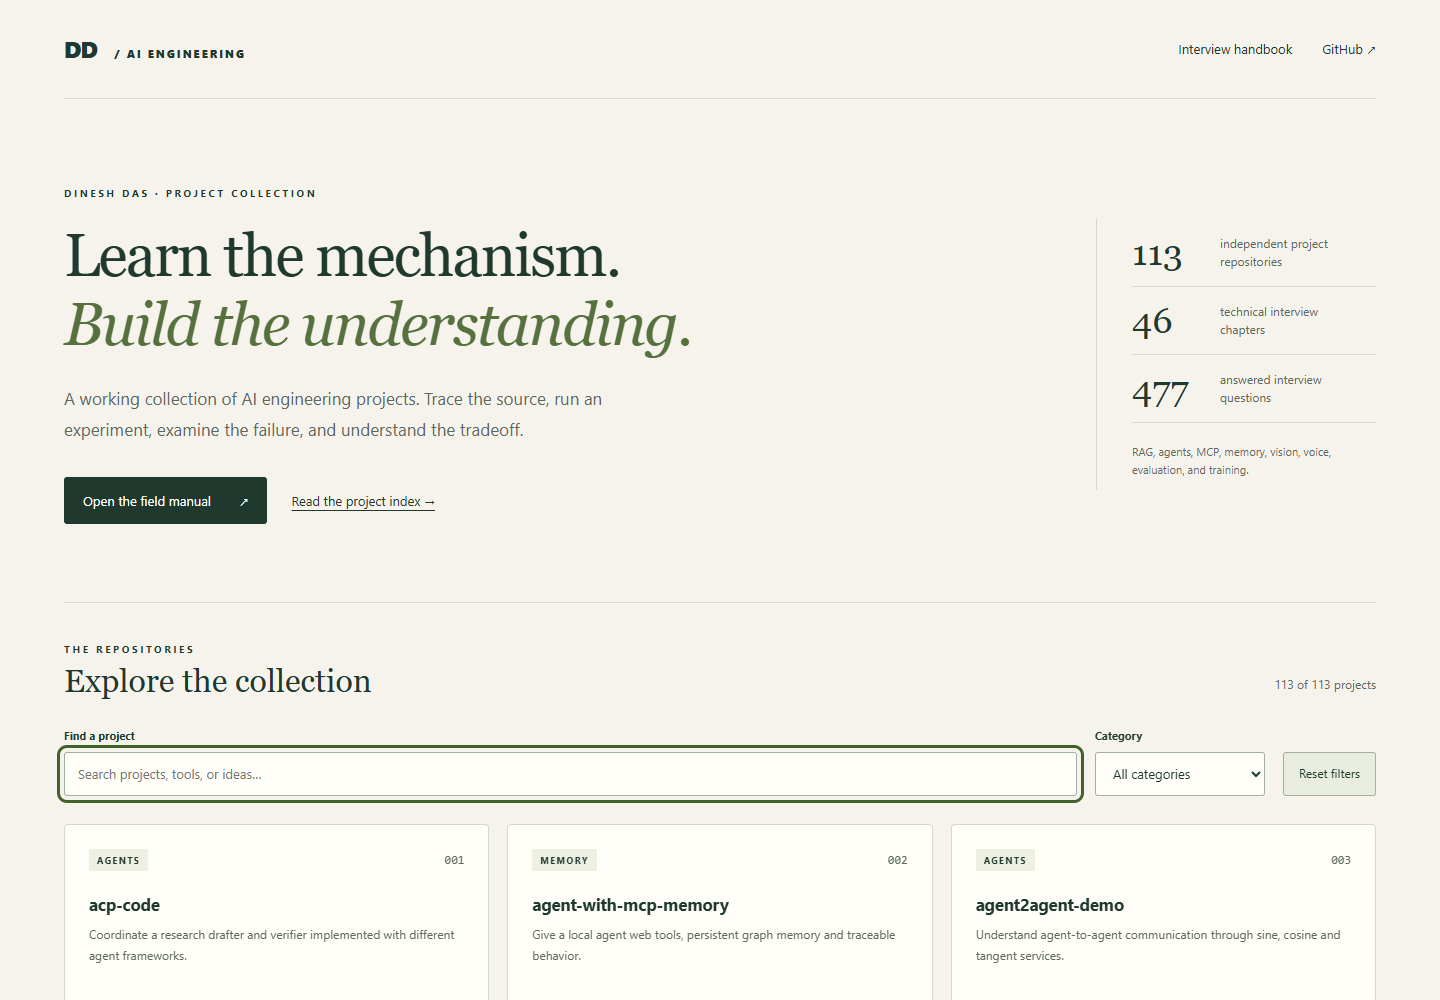 DD / AI ENGINEERING
Interview handbook
GitHub ↗
DINESH DAS · PROJECT COLLECTION
Learn the mechanism.
Build the understanding.
A working collection of AI engineering projects. Trace the source, run an
experiment, examine the failure, and understand the tradeoff.
Open the field manual ↗
Read the project index →
113
independent project
repositories
46
technical interview
chapters
477
answered interview
questions
RAG, agents, MCP, memory, vision, voice,
evaluation, and training.
THE REPOSITORIES
Explore the collection
113 of 113 projects
Find a project
Search projects, tools, or ideas...
Category
All categories
Reset filters
AGENTS
001
acp-code
Coordinate a research drafter and verifier implemented with different
agent frameworks.
MEMORY
002
agent-with-mcp-memory
Give a local agent web tools, persistent graph memory and traceable
behavior.
AGENTS
003
agent2agent-demo
Understand agent-to-agent communication through sine, cosine and
tangent services.